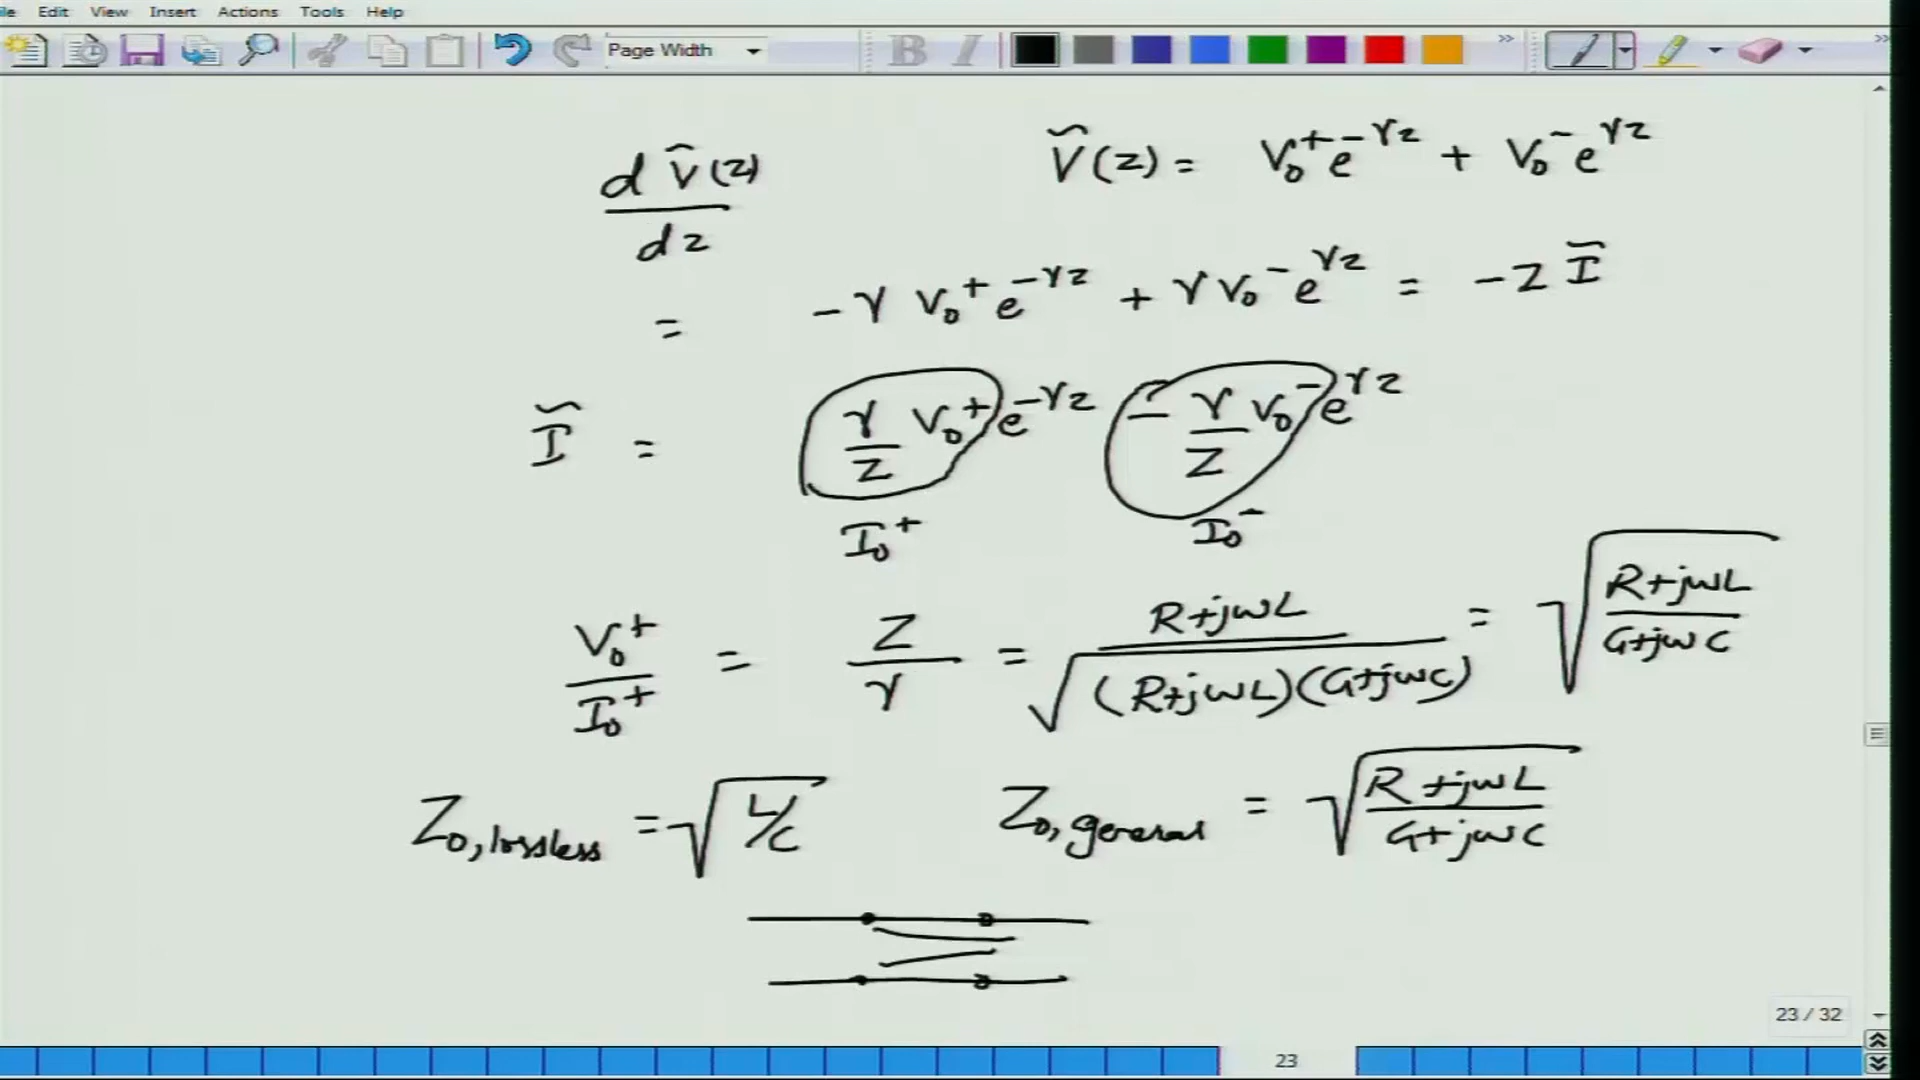 ile Edit View Insert Actions Tools Help
Page Width B I
d Ṽ(z) / dz
Ṽ(z) = V₀⁺e^-γz + V₀⁻e^γz
= -γ V₀⁺e^-γz + γV₀⁻e^γz = -Z Ĩ
Ĩ = γ/Z V₀⁺ e^-γz - γ/Z V₀⁻ e^γz
I₀⁺ I₀⁻
V₀⁺/I₀⁺ = Z/γ = R+jωL / √(R+jωL)(G+jωC) = √(R+jωL / G+jωC)
Z₀,lossless = √(L/C) Z₀,general = √(R+jωL / G+jωC)
23 / 32
23